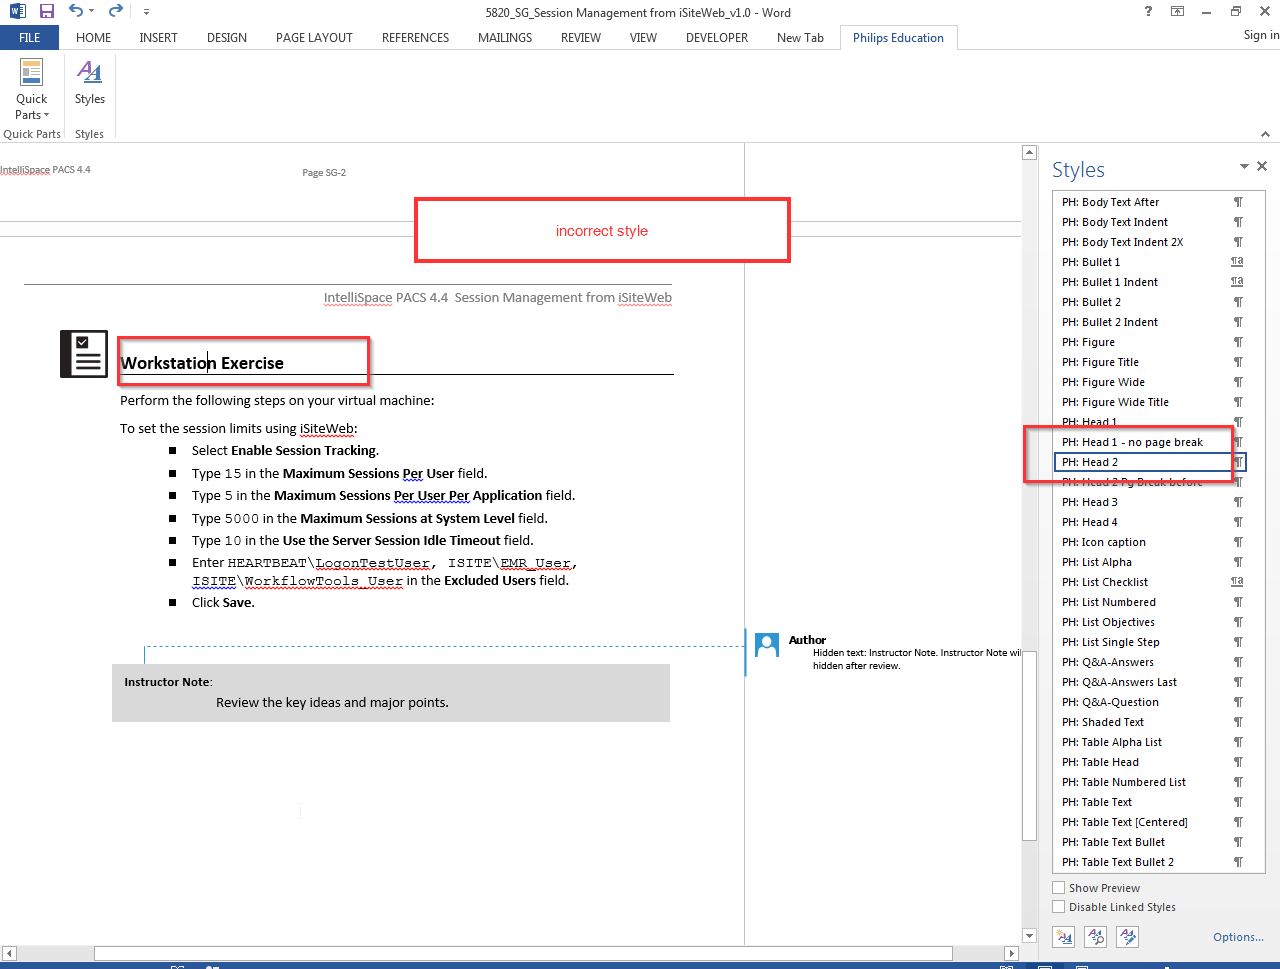 5820_SG_Session Management from iSiteWeb_v1.0 - Word
FILE HOME INSERT DESIGN PAGE LAYOUT REFERENCES MAILINGS REVIEW VIEW DEVELOPER New Tab Philips Education Sign in
Quick Parts
Styles
Quick Parts Styles
IntelliSpace PACS 4.4 Page SG-2
incorrect style
IntelliSpace PACS 4.4 Session Management from iSiteWeb
Workstation Exercise
Perform the following steps on your virtual machine:
To set the session limits using iSiteWeb:
■ Select Enable Session Tracking.
■ Type 15 in the Maximum Sessions Per User field.
■ Type 5 in the Maximum Sessions Per User Per Application field.
■ Type 5000 in the Maximum Sessions at System Level field.
■ Type 10 in the Use the Server Session Idle Timeout field.
■ Enter HEARTBEAT\LogonTestUser, ISITE\EMR_User,
ISITE\WorkflowTools_User in the Excluded Users field.
■ Click Save.
Instructor Note:
Review the key ideas and major points.
Author
Hidden text: Instructor Note. Instructor Note wi
hidden after review.
Styles
PH: Body Text After
PH: Body Text Indent
PH: Body Text Indent 2X
PH: Bullet 1
PH: Bullet 1 Indent
PH: Bullet 2
PH: Bullet 2 Indent
PH: Figure
PH: Figure Title
PH: Figure Wide
PH: Figure Wide Title
PH: Head 1
PH: Head 1 - no page break
PH: Head 2
PH: Head 2 Pg Break before
PH: Head 3
PH: Head 4
PH: Icon caption
PH: List Alpha
PH: List Checklist
PH: List Numbered
PH: List Objectives
PH: List Single Step
PH: Q&A-Answers
PH: Q&A-Answers Last
PH: Q&A-Question
PH: Shaded Text
PH: Table Alpha List
PH: Table Head
PH: Table Numbered List
PH: Table Text
PH: Table Text [Centered]
PH: Table Text Bullet
PH: Table Text Bullet 2
Show Preview
Disable Linked Styles
Options...